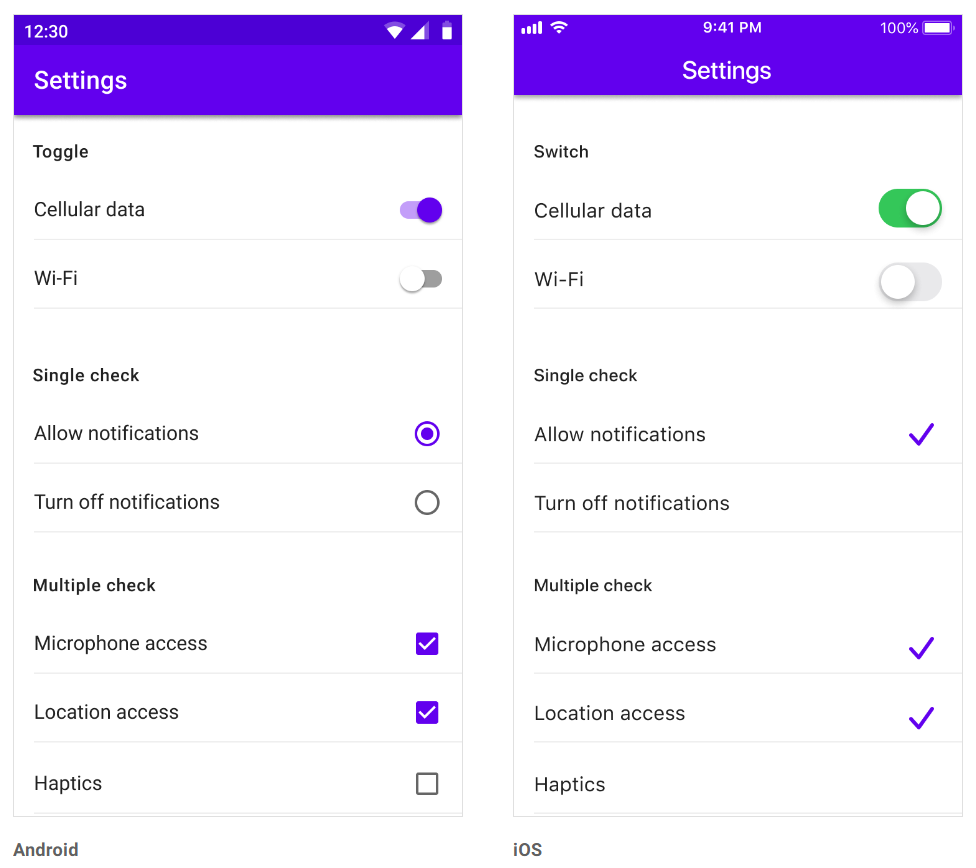 12:30
Settings
Toggle
Cellular data
Wi-Fi
Single check
Allow notifications
Turn off notifications
Multiple check
Microphone access
Location access
Haptics
Android
9:41 PM
100%
Settings
Switch
Cellular data
Wi-Fi
Single check
Allow notifications
Turn off notifications
Multiple check
Microphone access
Location access
Haptics
iOS